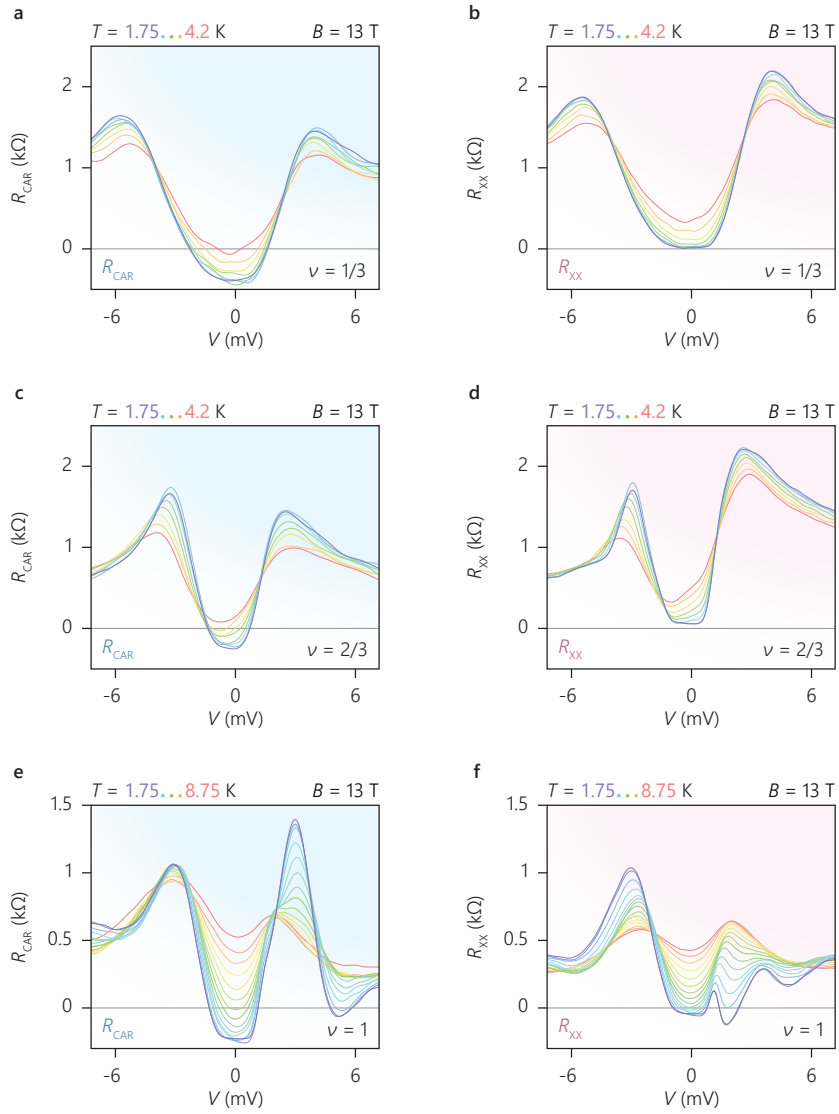 a
T = 1.75...4.2 K B = 13 T
2
1
0
R_CAR (kΩ)
R_CAR
ν = 1/3
-6 0 6
V (mV)
b
T = 1.75...4.2 K B = 13 T
2
1
0
R_XX (kΩ)
R_XX
ν = 1/3
-6 0 6
V (mV)
c
T = 1.75...4.2 K B = 13 T
2
1
0
R_CAR (kΩ)
R_CAR
ν = 2/3
-6 0 6
V (mV)
d
T = 1.75...4.2 K B = 13 T
2
1
0
R_XX (kΩ)
R_XX
ν = 2/3
-6 0 6
V (mV)
e
T = 1.75...8.75 K B = 13 T
1.5
1
0.5
0
R_CAR (kΩ)
R_CAR
ν = 1
-6 0 6
V (mV)
f
T = 1.75...8.75 K B = 13 T
1.5
1
0.5
0
R_XX (kΩ)
R_XX
ν = 1
-6 0 6
V (mV)